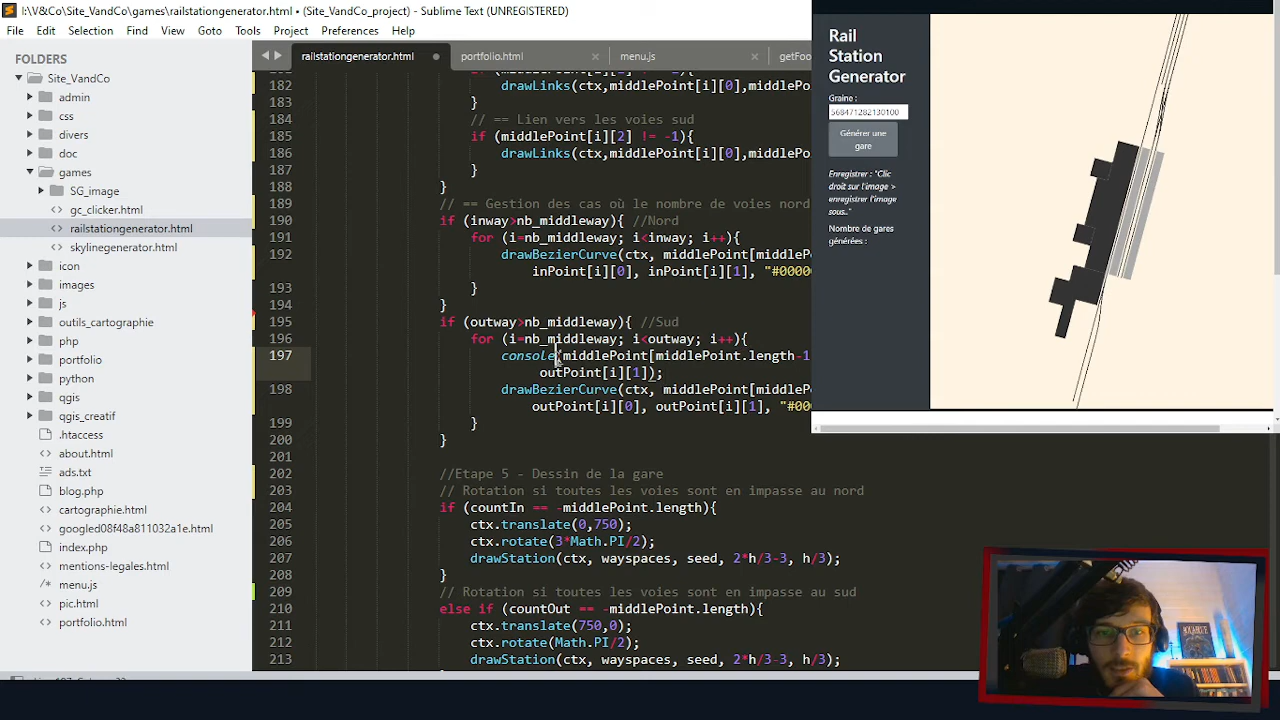 I:\V&Co\Site_VandCo\games\railstationgenerator.html • (Site_VandCo_project) - Sublime Text (UNREGISTERED)
File Edit Selection Find View Goto Tools Project Preferences Help
FOLDERS
Site_VandCo
admin
css
divers
doc
games
SG_image
gc_clicker.html
railstationgenerator.html
skylinegenerator.html
icon
images
js
outils_cartographie
php
portfolio
python
qgis
qgis_creatif
.htaccess
about.html
ads.txt
blog.php
cartographie.html
googled08f48a811032a1e.html
index.php
mentions-legales.html
menu.js
pic.html
portfolio.html
railstationgenerator.html
portfolio.html
menu.js
getFoo
182 drawLinks(ctx,middlePoint[i][0],middlePo
183 }
184 // == Lien vers les voies sud
185 if (middlePoint[i][2] != -1){
186 drawLinks(ctx,middlePoint[i][0],middlePo
187 }
188 }
189 // == Gestion des cas où le nombre de voies nord
190 if (inway>nb_middleway){ //Nord
191 for (i=nb_middleway; i<inway; i++){
192 drawBezierCurve(ctx, middlePoint[middlePo
inPoint[i][0], inPoint[i][1], "#0000
193 }
194 }
195 if (outway>nb_middleway){ //Sud
196 for (i=nb_middleway; i<outway; i++){
197 console(middlePoint[middlePoint.length-1
outPoint[i][1]);
198 drawBezierCurve(ctx, middlePoint[middlePo
outPoint[i][0], outPoint[i][1], "#00
199 }
200 }
201
202 //Etape 5 - Dessin de la gare
203 // Rotation si toutes les voies sont en impasse au nord
204 if (countIn == -middlePoint.length){
205 ctx.translate(0,750);
206 ctx.rotate(3*Math.PI/2);
207 drawStation(ctx, wayspaces, seed, 2*h/3-3, h/3);
208 }
209 // Rotation si toutes les voies sont en impasse au sud
210 else if (countOut == -middlePoint.length){
211 ctx.translate(750,0);
212 ctx.rotate(Math.PI/2);
213 drawStation(ctx, wayspaces, seed, 2*h/3-3, h/3);
Rail
Station
Generator
Graine :
568471282130100
Générer une
gare
Enregistrer : "Clic
droit sur l'image >
enregistrer l'image
sous.."
Nombre de gares
générées :